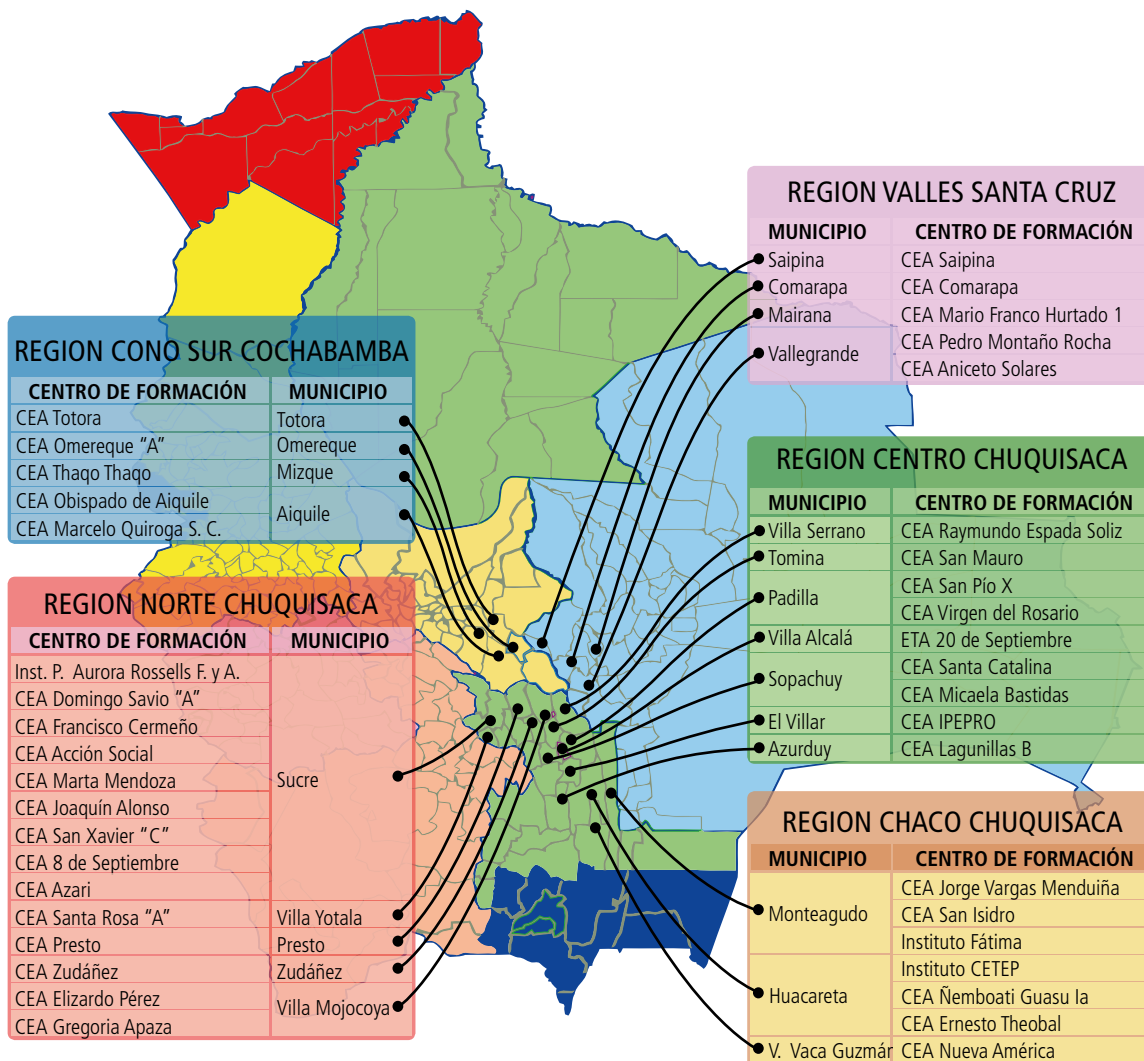 REGION VALLES SANTA CRUZ
MUNICIPIO CENTRO DE FORMACIÓN
Saipina CEA Saipina
Comarapa CEA Comarapa
Mairana CEA Mario Franco Hurtado 1
Vallegrande CEA Pedro Montaño Rocha
CEA Aniceto Solares
REGION CONO SUR COCHABAMBA
CENTRO DE FORMACIÓN MUNICIPIO
CEA Totora Totora
CEA Omereque “A” Omereque
CEA Thaqo Thaqo Mizque
CEA Obispado de Aiquile Aiquile
CEA Marcelo Quiroga S. C.
REGION CENTRO CHUQUISACA
MUNICIPIO CENTRO DE FORMACIÓN
Villa Serrano CEA Raymundo Espada Soliz
Tomina CEA San Mauro
Padilla CEA San Pío X
CEA Virgen del Rosario
Villa Alcalá ETA 20 de Septiembre
Sopachuy CEA Santa Catalina
CEA Micaela Bastidas
El Villar CEA IPEPRO
Azurduy CEA Lagunillas B
REGION NORTE CHUQUISACA
CENTRO DE FORMACIÓN MUNICIPIO
Inst. P. Aurora Rossells F. y A.
CEA Domingo Savio “A”
CEA Francisco Cermeño
CEA Acción Social
CEA Marta Mendoza Sucre
CEA Joaquín Alonso
CEA San Xavier “C”
CEA 8 de Septiembre
CEA Azari
CEA Santa Rosa “A” Villa Yotala
CEA Presto Presto
CEA Zudáñez Zudáñez
CEA Elizardo Pérez Villa Mojocoya
CEA Gregoria Apaza
REGION CHACO CHUQUISACA
MUNICIPIO CENTRO DE FORMACIÓN
CEA Jorge Vargas Menduiña
Monteagudo CEA San Isidro
Instituto Fátima
Instituto CETEP
Huacareta CEA Ñemboati Guasu Ia
CEA Ernesto Theobal
V. Vaca Guzmán CEA Nueva América